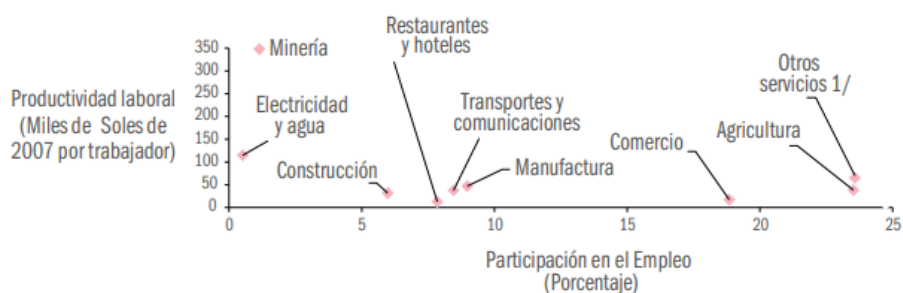 Productividad laboral
(Miles de Soles de
2007 por trabajador)
350
300
250
200
150
100
50
0
Minería
Restaurantes
y hoteles
Electricidad
y agua
Construcción
Transportes y
comunicaciones
Manufactura
Comercio
Otros
servicios 1/
Agricultura
0
5
10
15
20
25
Participación en el Empleo
(Porcentaje)